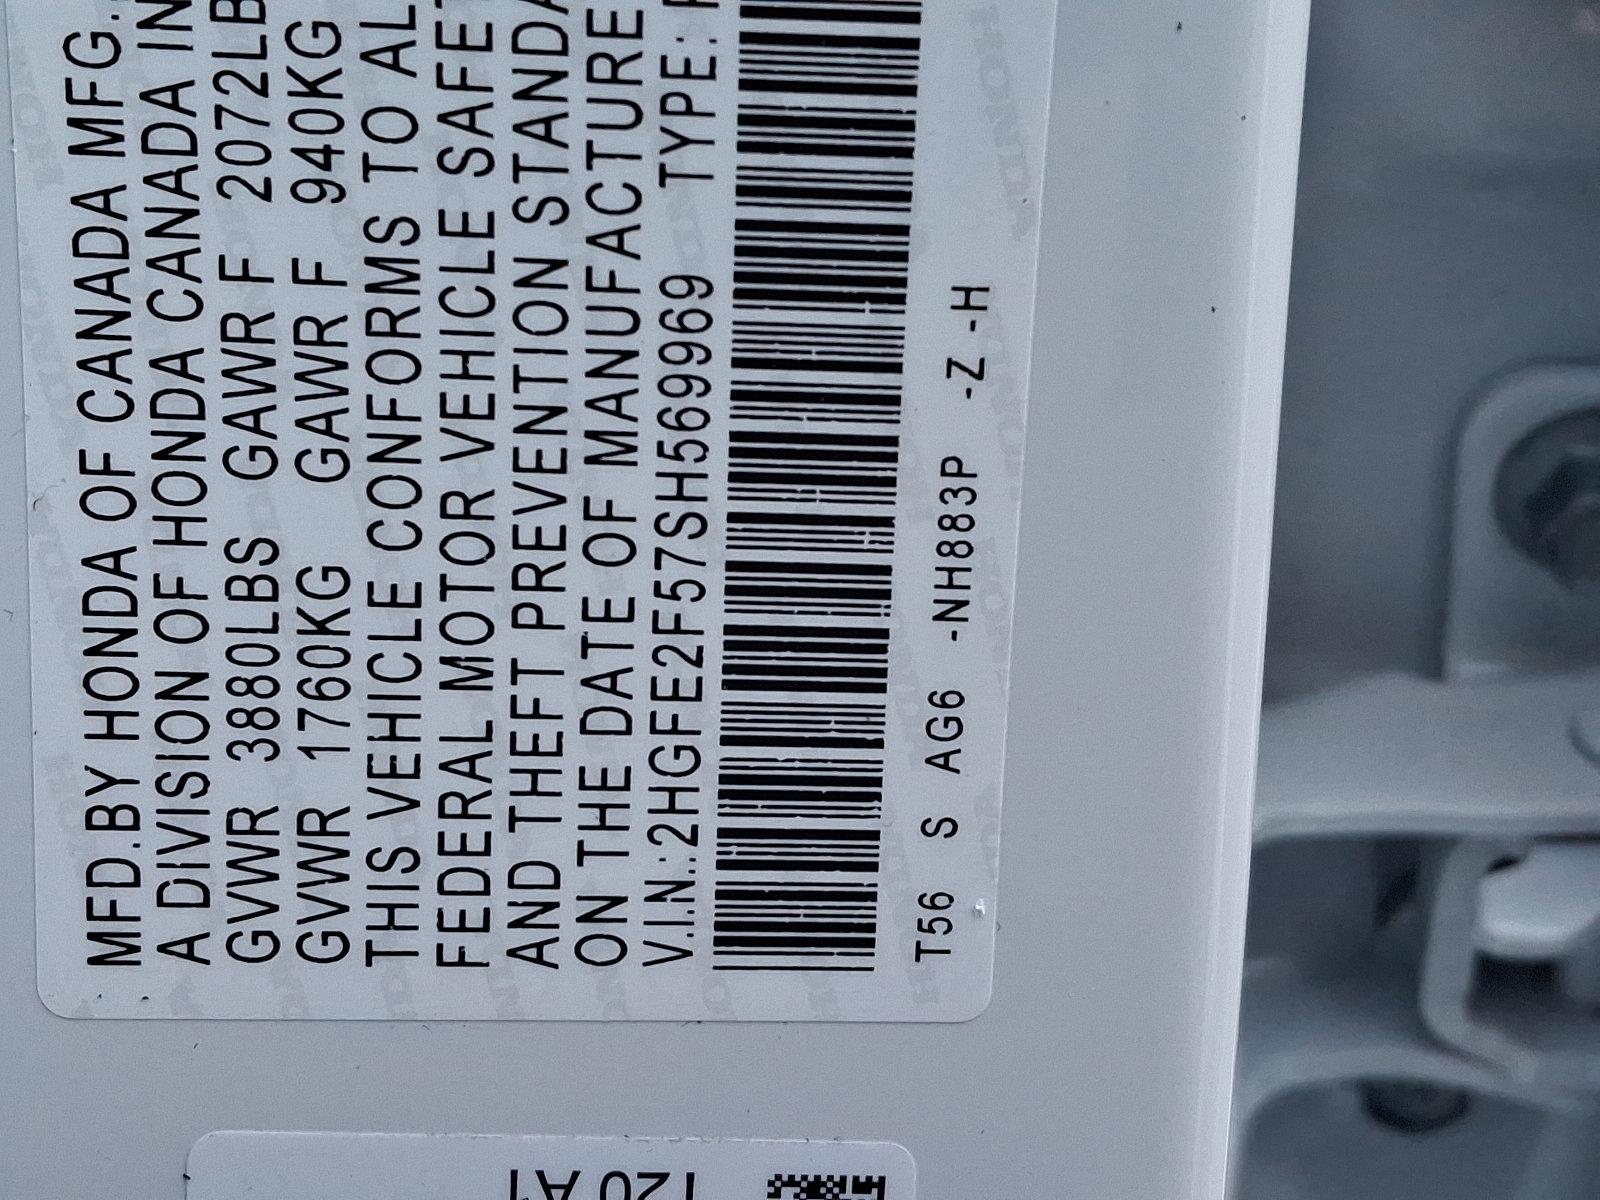 MFD.BY HONDA OF CANADA MFG.
A DIVISION OF HONDA CANADA IN
GVWR 3880LBS GAWR F 2072LB
GVWR 1760KG GAWR F 940KG
THIS VEHICLE CONFORMS TO AL
FEDERAL MOTOR VEHICLE SAFET
AND THEFT PREVENTION STANDA
ON THE DATE OF MANUFACTURE
V.I.N.:2HGFE2F57SH569969 TYPE:
T56 S AG6 -NH883P -Z -H
120 A1